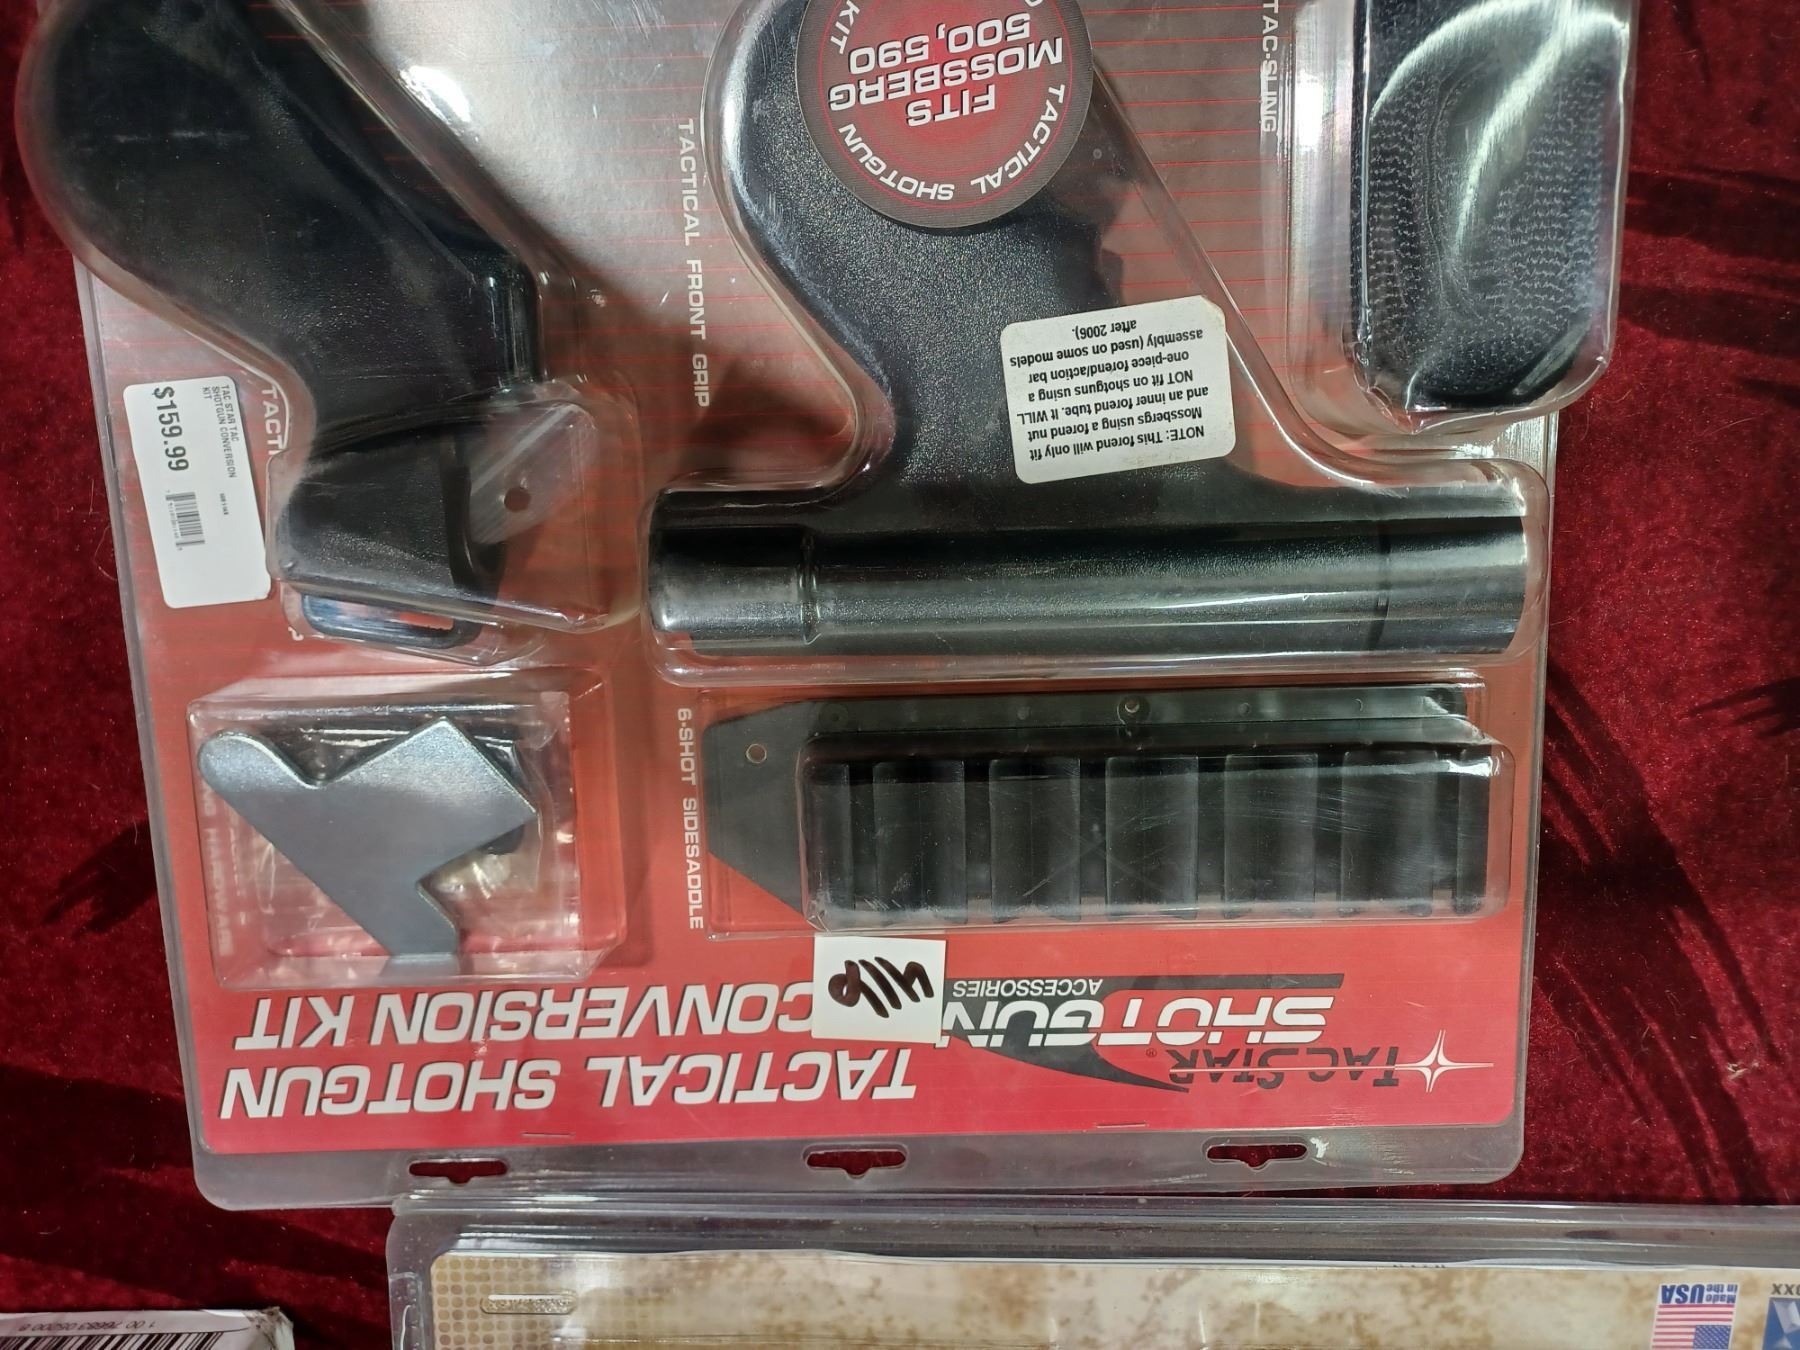 TAC STAR®
SHOTGUN
ACCESSORIES
TACTICAL SHOTGUN
CONVERSION KIT
6-SHOT SIDESADDLE
TACTICAL FRONT GRIP
TAC-SLING
FITS
MOSSBERG
500, 590
TACTICAL SHOTGUN
KIT
NOTE: This forend will only fit
Mossbergs using a forend nut
and an inner forend tube. It WILL
NOT fit on shotguns using a
one-piece forend/action bar
assembly (used on some models
after 2006).
TAC STAR TAC
SHOTGUN CONVERSION
KIT
$159.99
Made
in the
USA